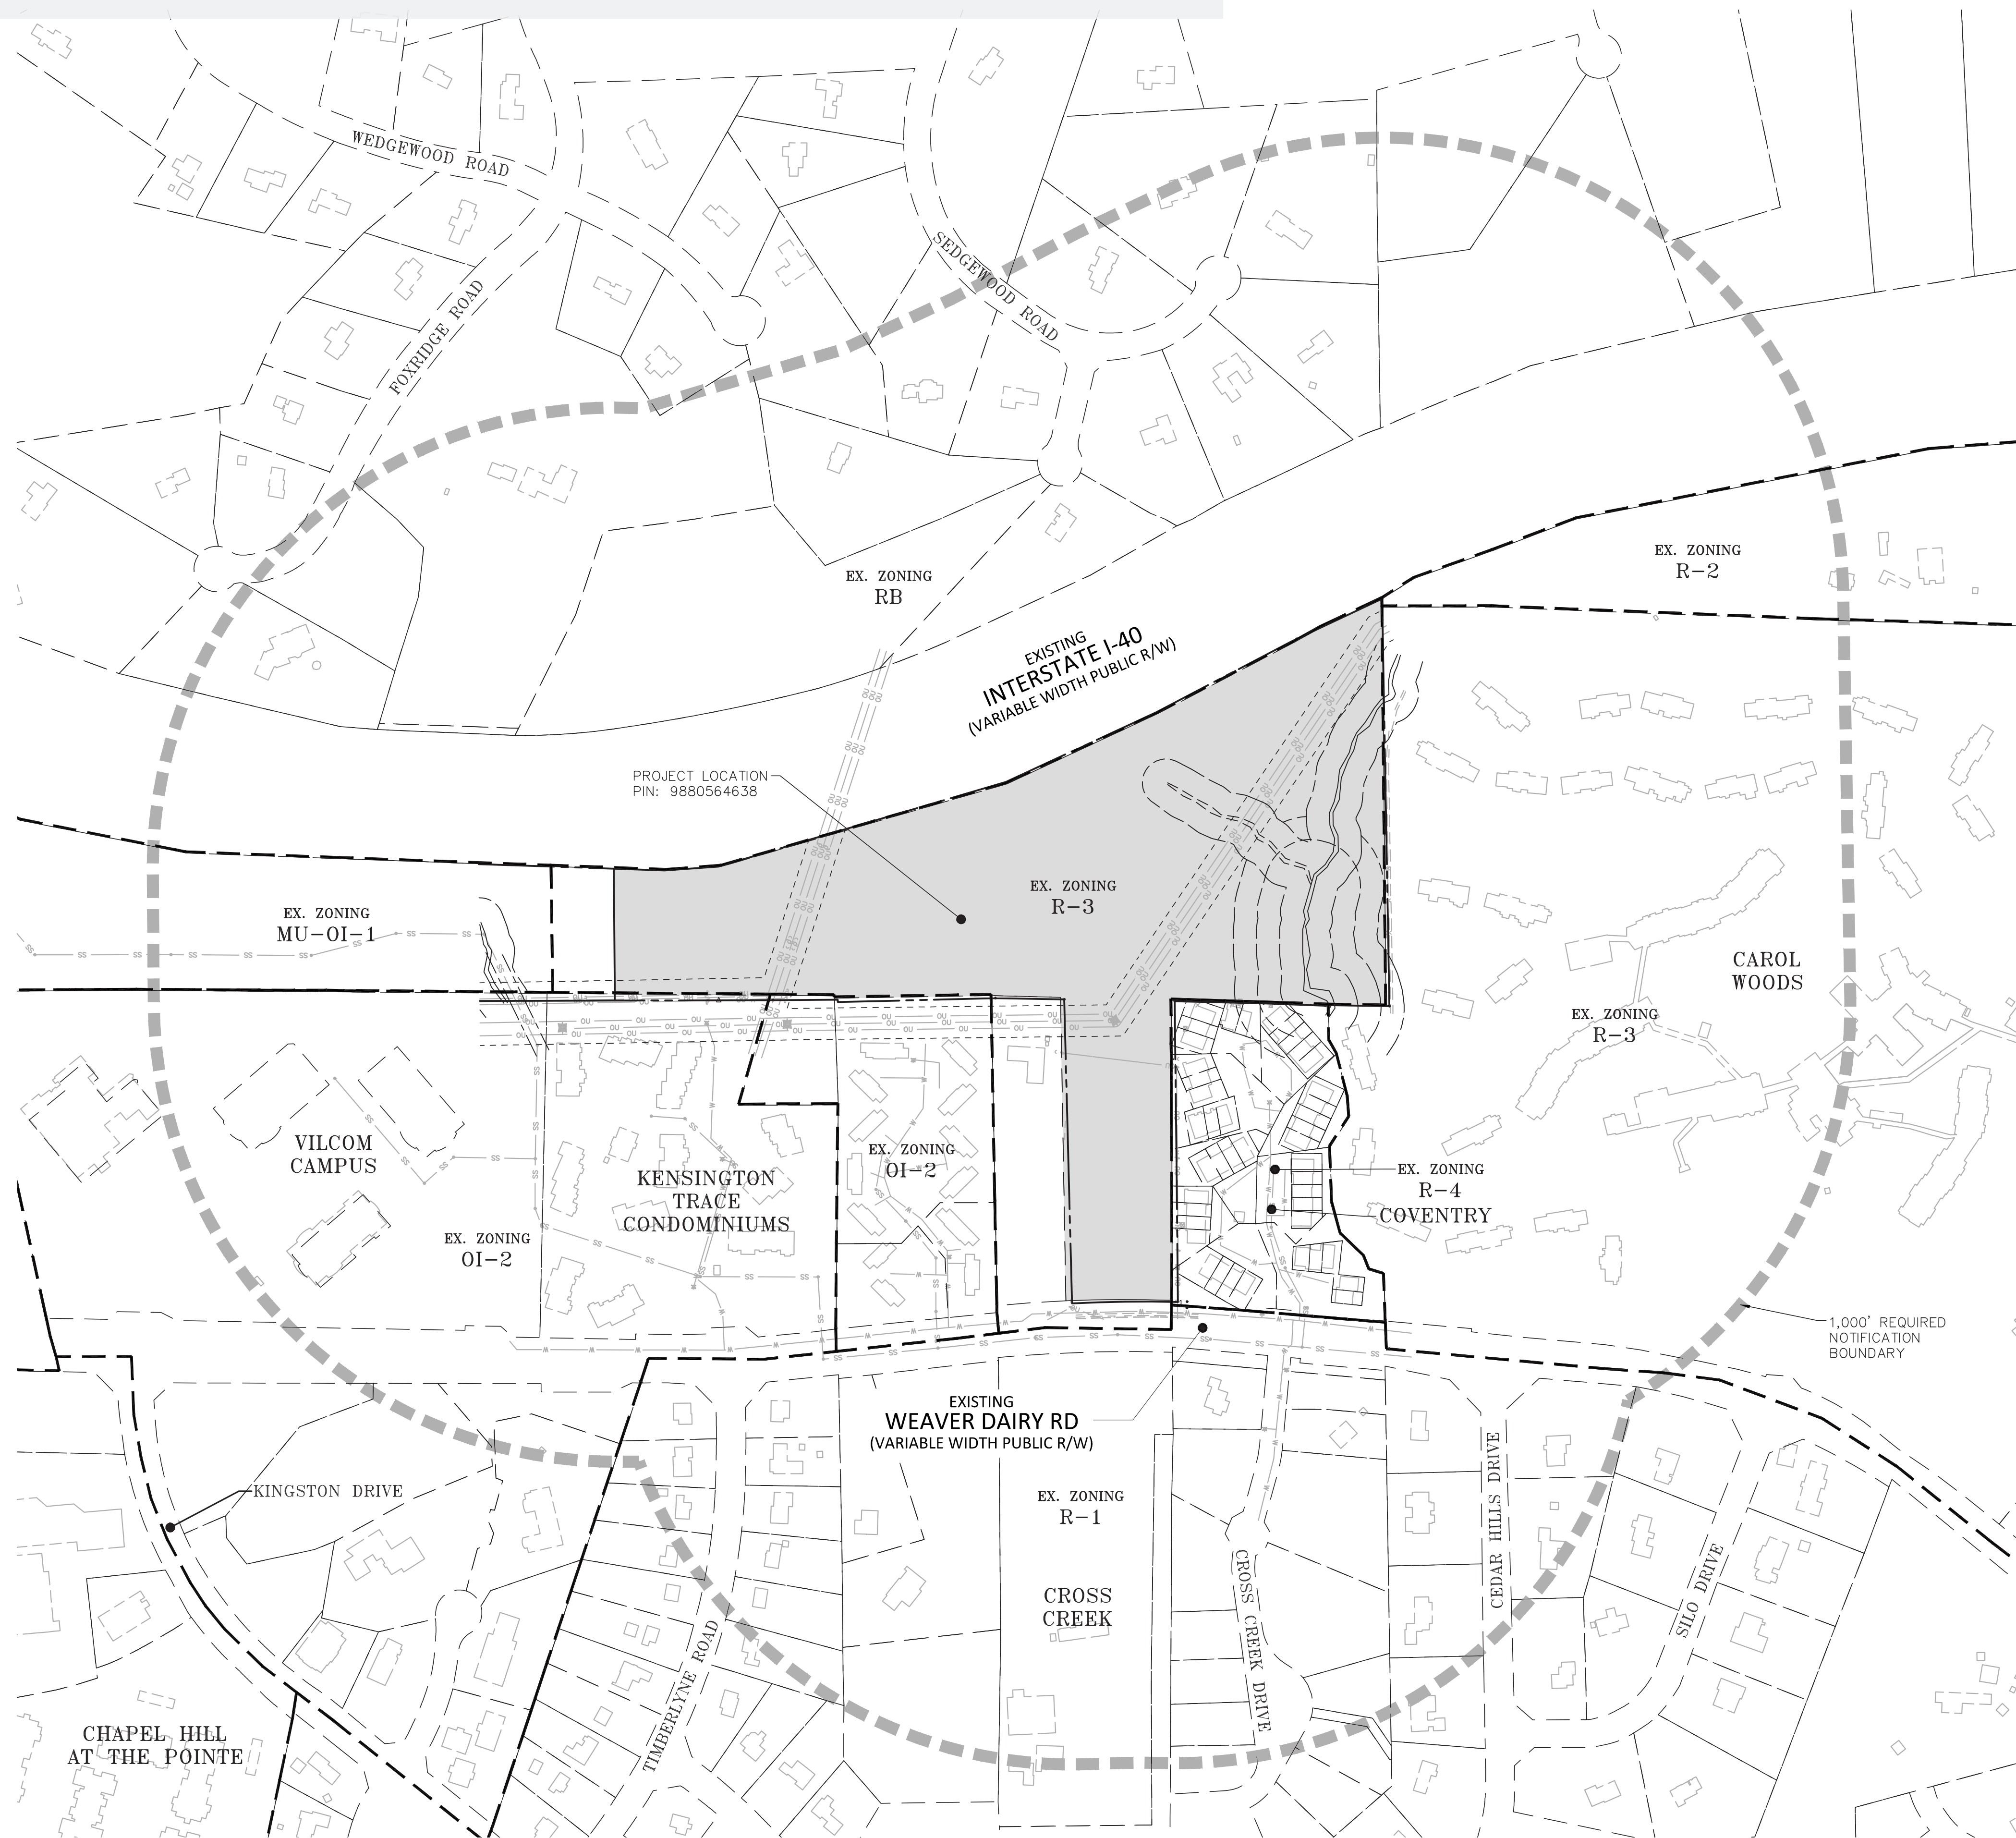 WEDGEWOOD ROAD
SEDGEWOOD ROAD
FOXRIDGE ROAD
EX. ZONING
R-2
EX. ZONING
RB
EXISTING
INTERSTATE I-40
(VARIABLE WIDTH PUBLIC R/W)
PROJECT LOCATION
PIN: 9880564638
EX. ZONING
R-3
EX. ZONING
MU-OI-1
CAROL
WOODS
EX. ZONING
R-3
VILCOM
CAMPUS
KENSINGTON
TRACE
CONDOMINIUMS
EX. ZONING
OI-2
EX. ZONING
OI-2
EX. ZONING
R-4
COVENTRY
1,000' REQUIRED
NOTIFICATION
BOUNDARY
EXISTING
WEAVER DAIRY RD
(VARIABLE WIDTH PUBLIC R/W)
KINGSTON DRIVE
EX. ZONING
R-1
CROSS
CREEK
CROSS CREEK DRIVE
CEDAR HILLS DRIVE
SILO DRIVE
TIMBERLYNE ROAD
CHAPEL HILL
AT THE POINTE